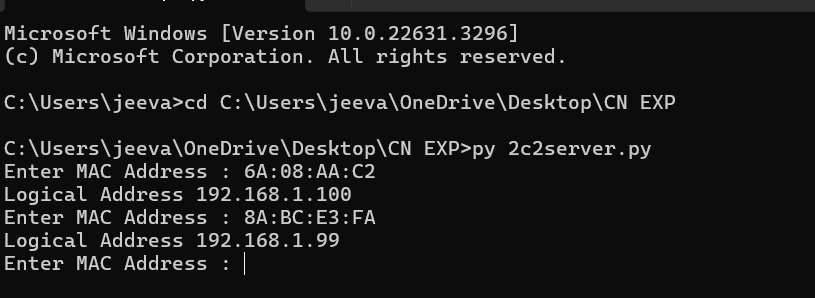 Microsoft Windows [Version 10.0.22631.3296]
(c) Microsoft Corporation. All rights reserved.
C:\Users\jeeva>cd C:\Users\jeeva\OneDrive\Desktop\CN EXP
C:\Users\jeeva\OneDrive\Desktop\CN EXP>py 2c2server.py
Enter MAC Address : 6A:08:AA:C2
Logical Address 192.168.1.100
Enter MAC Address : 8A:BC:E3:FA
Logical Address 192.168.1.99
Enter MAC Address :